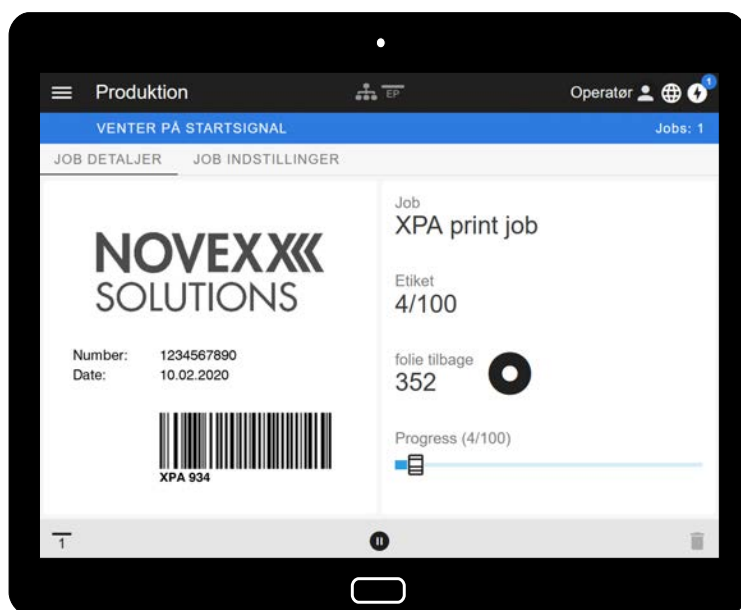 Produktion
EP
Operatør
1
VENTER PÅ STARTSIGNAL
Jobs: 1
JOB DETALJER
JOB INDSTILLINGER
NOVEXX
SOLUTIONS
Number: 1234567890
Date: 10.02.2020
XPA 934
Job
XPA print job
Etiket
4/100
folie tilbage
352
Progress (4/100)
1